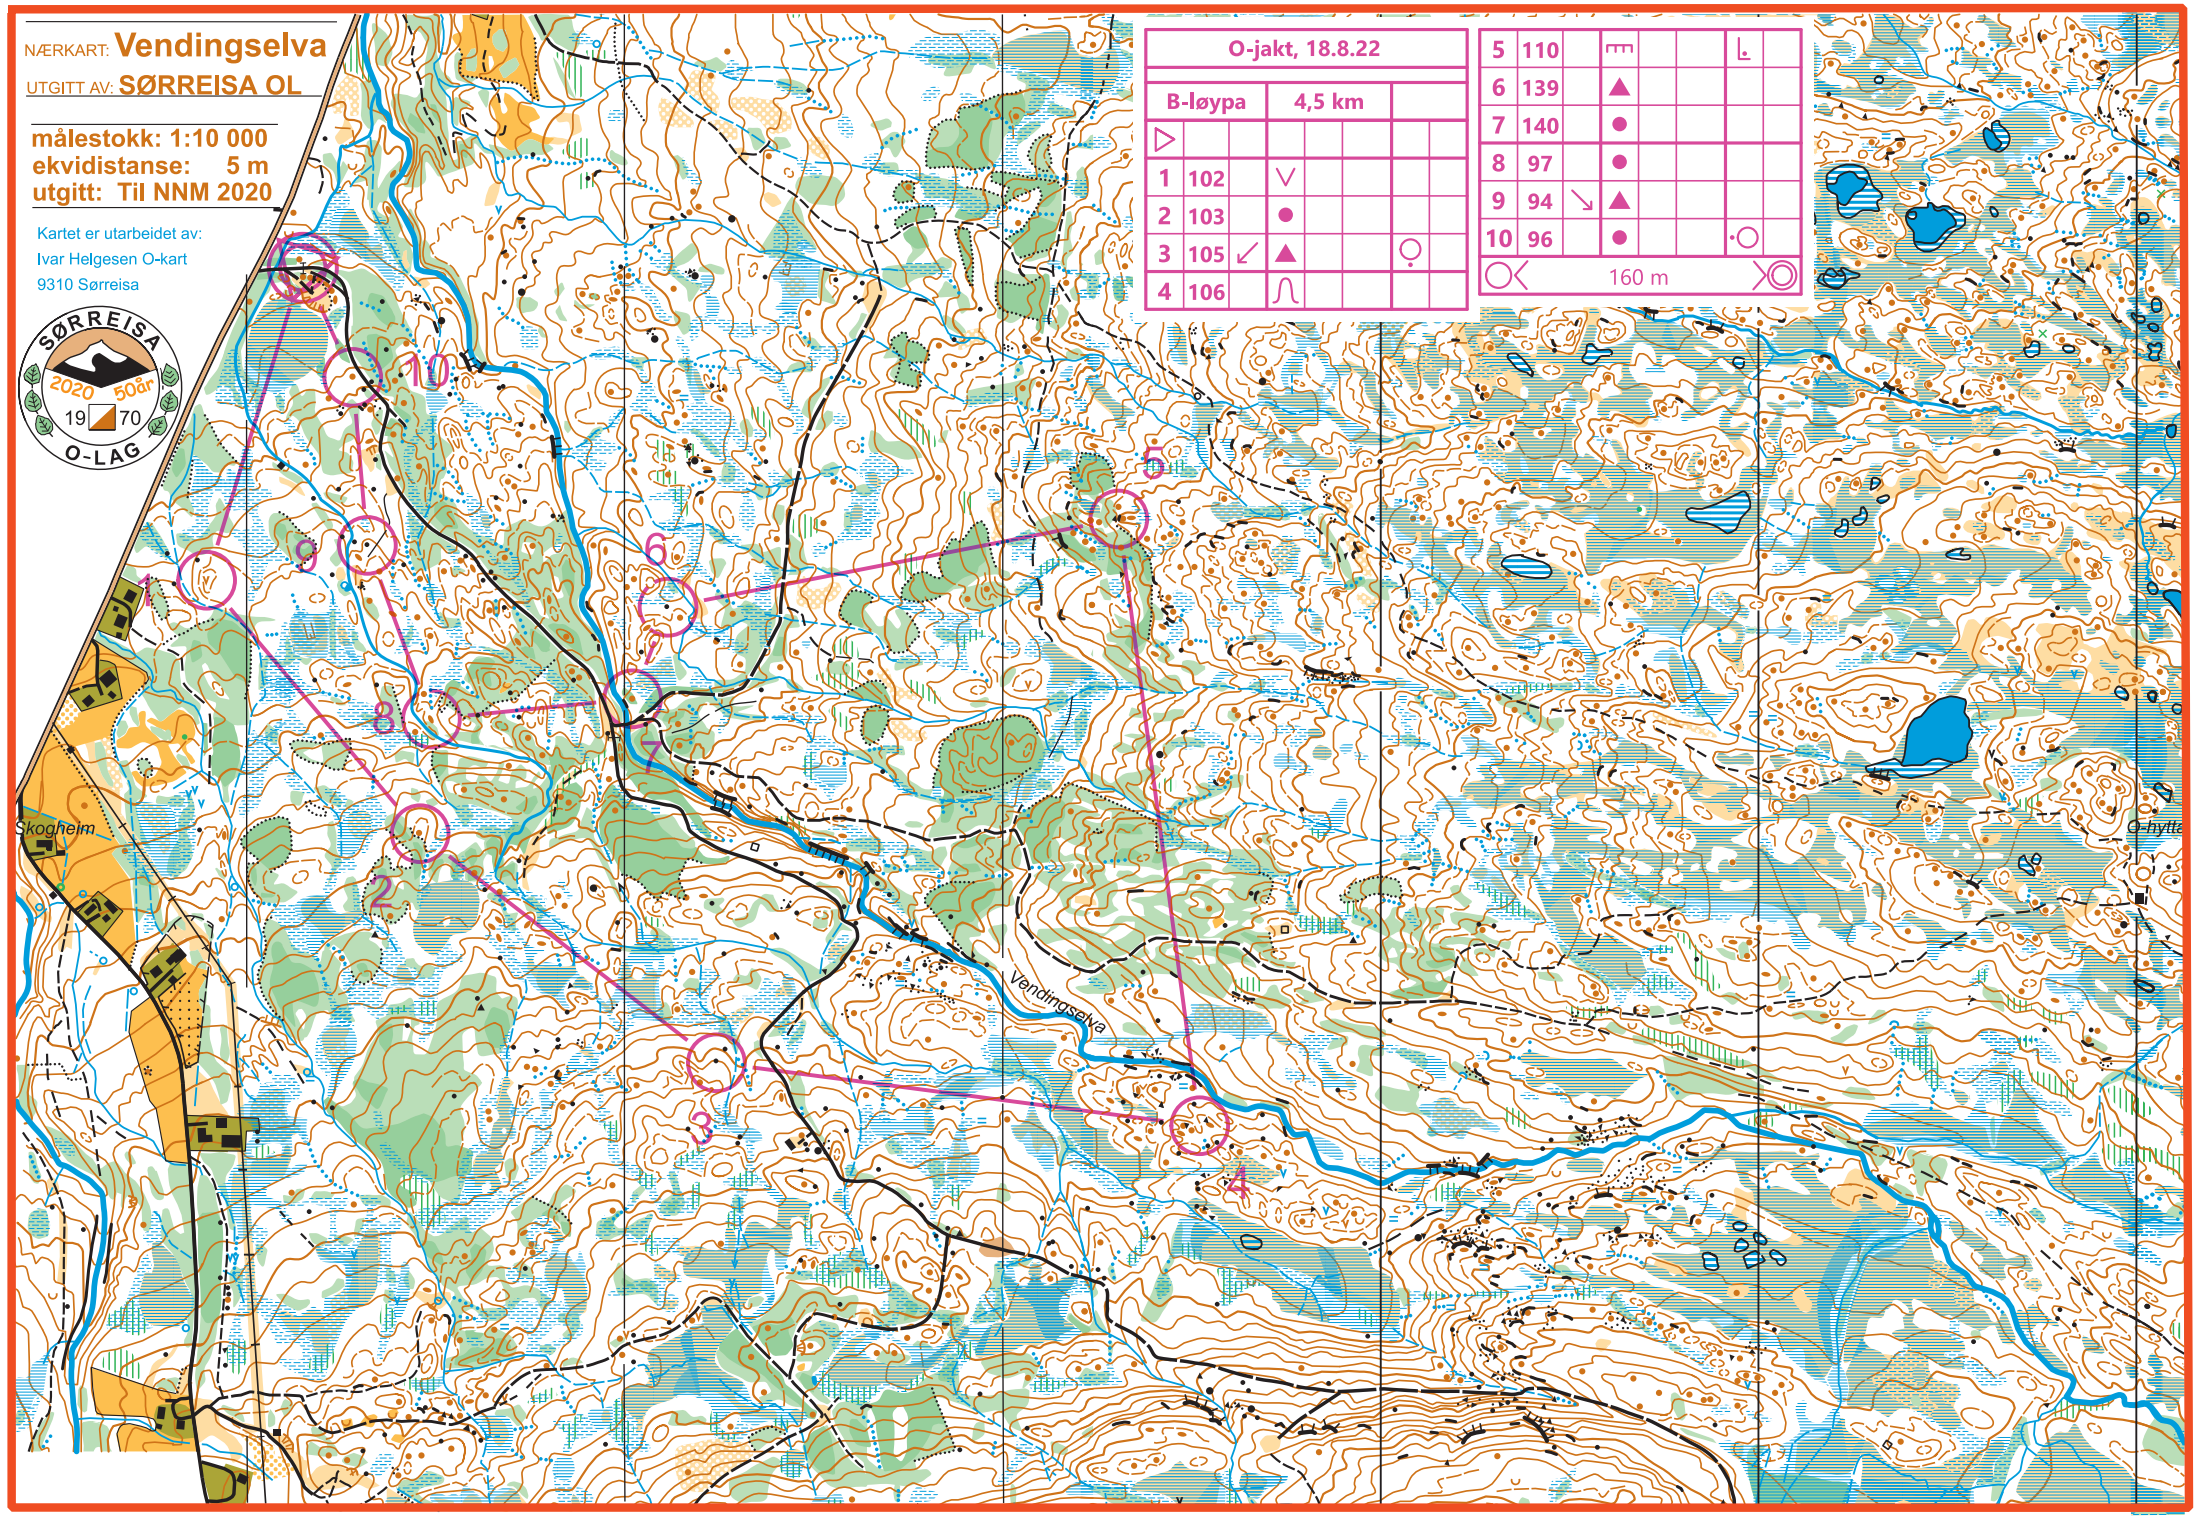 NÆRKART: Vendingselva
UTGITT AV: SØRREISA OL
målestokk: 1:10 000
ekvidistanse: 5 m
utgitt: Til NNM 2020
Kartet er utarbeidet av:
Ivar Helgesen O-kart
9310 Sørreisa
SØRREISA
2020 50år
1970
O-LAG
O-jakt, 18.8.22
B-løypa 4,5 km
1 102
2 103
3 105
4 106
5 110
6 139
7 140
8 97
9 94
10 96
160 m
10
5
6
9
1
8
7
Skogheim
O-hytta
2
Vendingselva
3
4